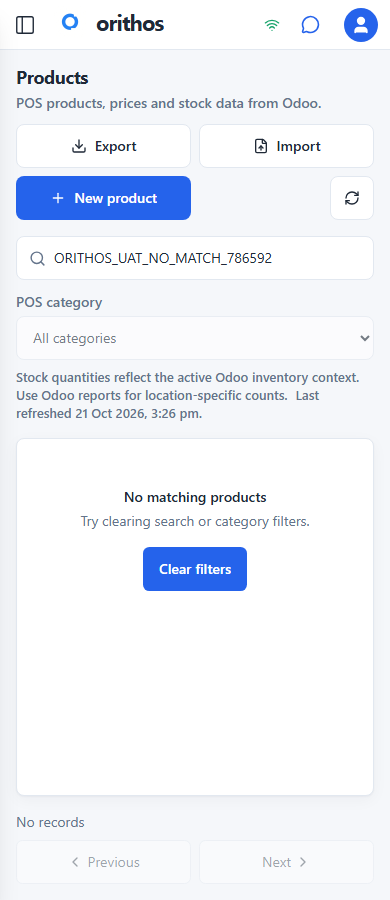 orithos
Products
POS products, prices and stock data from Odoo.
Export
Import
New product
ORITHOS_UAT_NO_MATCH_786592
POS category
All categories
Stock quantities reflect the active Odoo inventory context.
Use Odoo reports for location-specific counts. Last
refreshed 21 Oct 2026, 3:26 pm.
No matching products
Try clearing search or category filters.
Clear filters
No records
Previous
Next